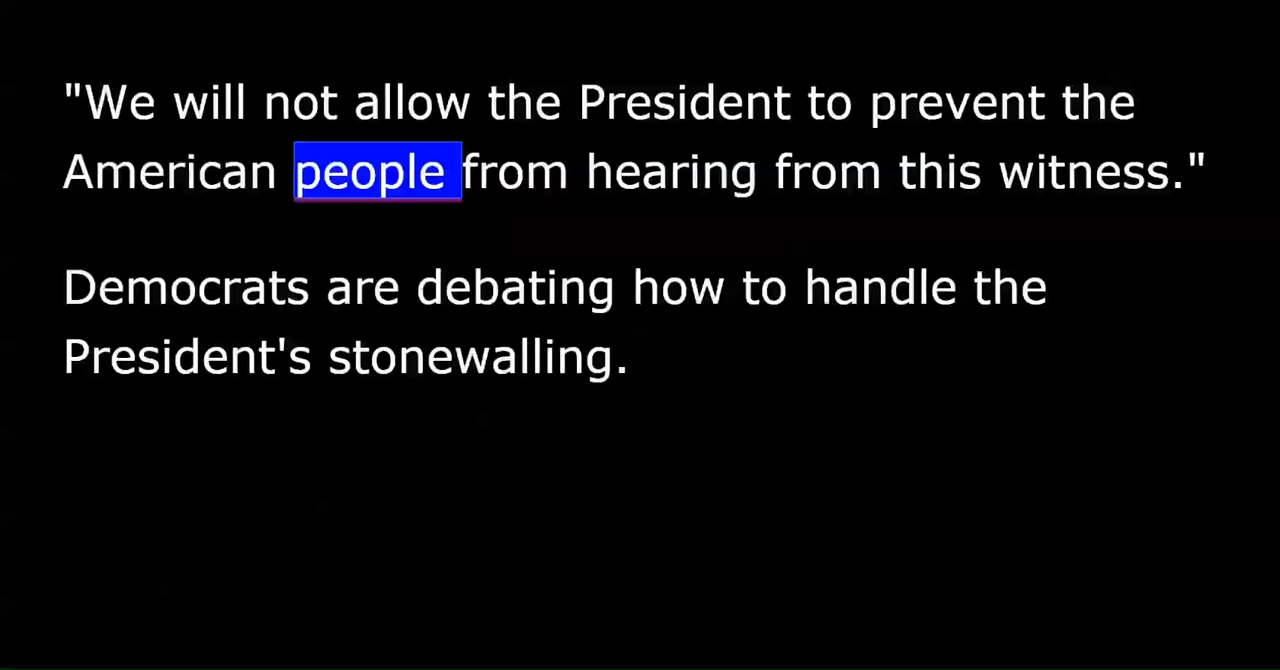 "We will not allow the President to prevent the
American people from hearing from this witness."
Democrats are debating how to handle the
President's stonewalling.